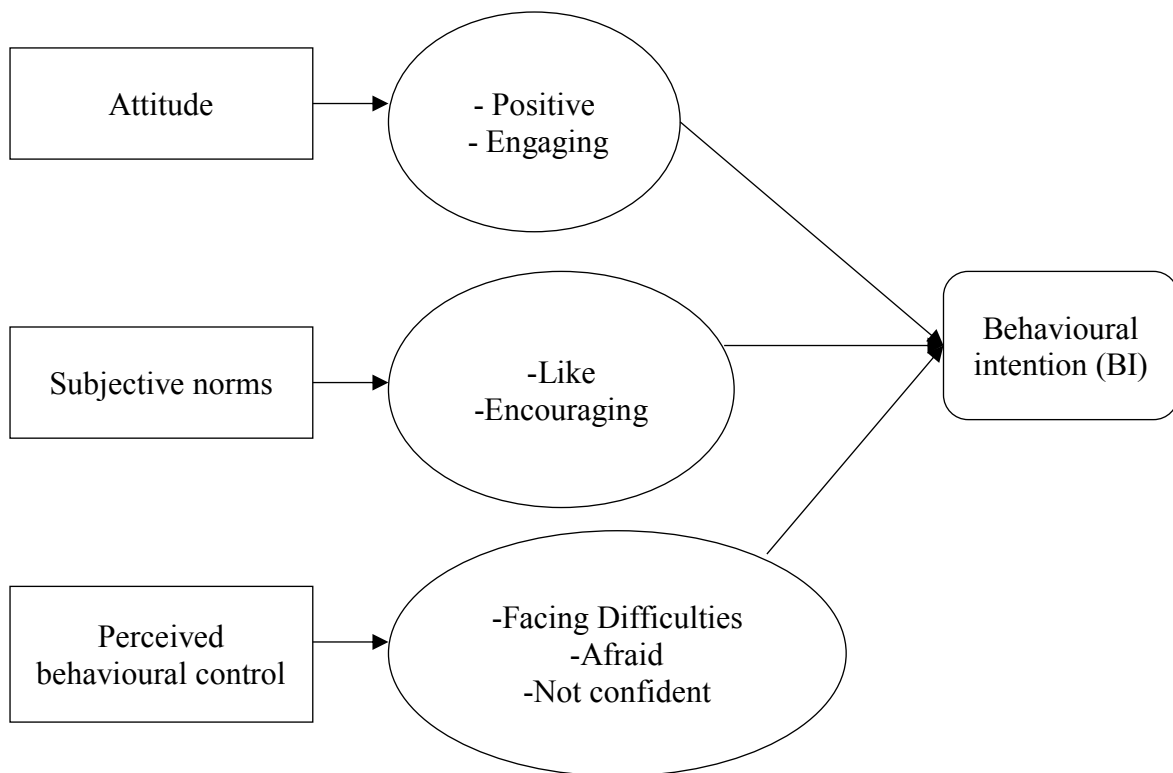 Attitude
- Positive
- Engaging
Subjective norms
-Like
-Encouraging
Behavioural
intention (BI)
Perceived
behavioural control
-Facing Difficulties
-Afraid
-Not confident